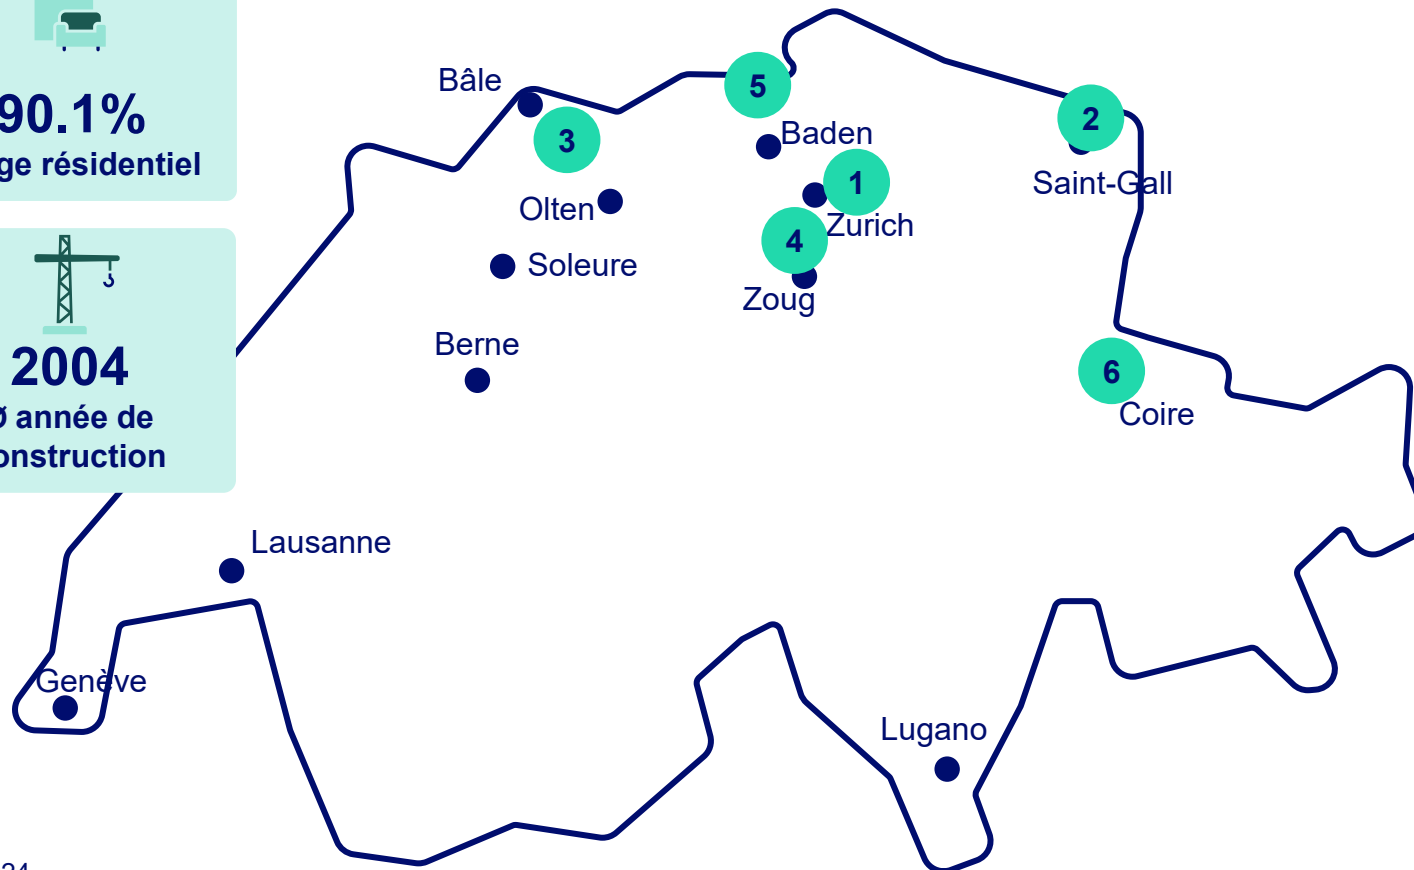 90.1%
ge résidentiel
2004
Ø année de
onstruction
Bâle
5
2
3
Baden
1
Saint-Gall
Olten
Zurich
4
Soleure
Zoug
Berne
6
Coire
Lausanne
Genève
Lugano